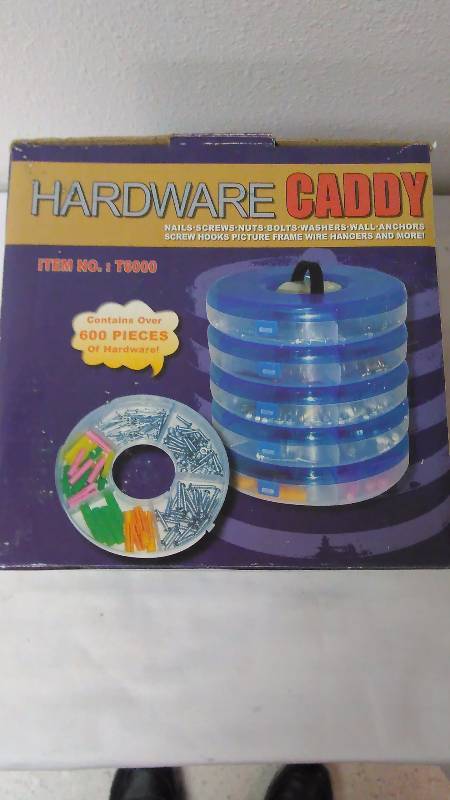 HARDWARE CADDY
NAILS·SCREWS·NUTS·BOLTS·WASHERS·WALL-ANCHORS
SCREW HOOKS PICTURE FRAME WIRE HANGERS AND MORE!
ITEM NO. : T6000
Contains Over
600 PIECES
Of Hardware!